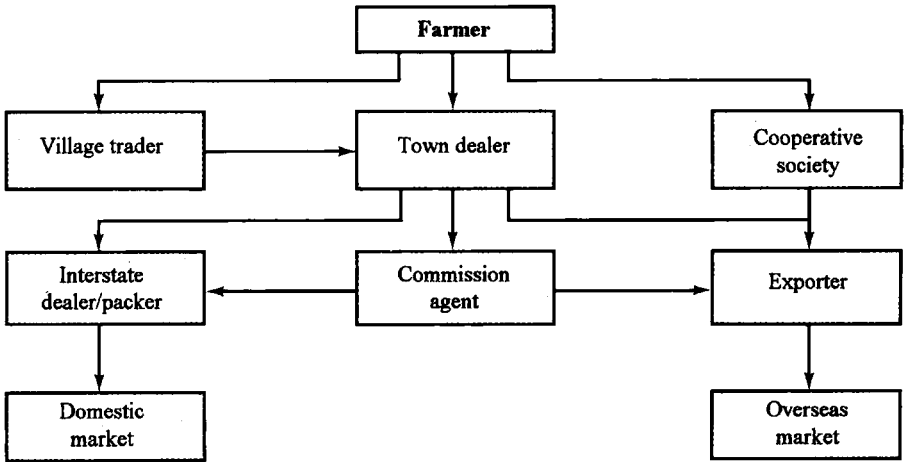 Farmer
Village trader
Town dealer
Cooperative
society
Interstate
dealer/packer
Commission
agent
Exporter
Domestic
market
Overseas
market